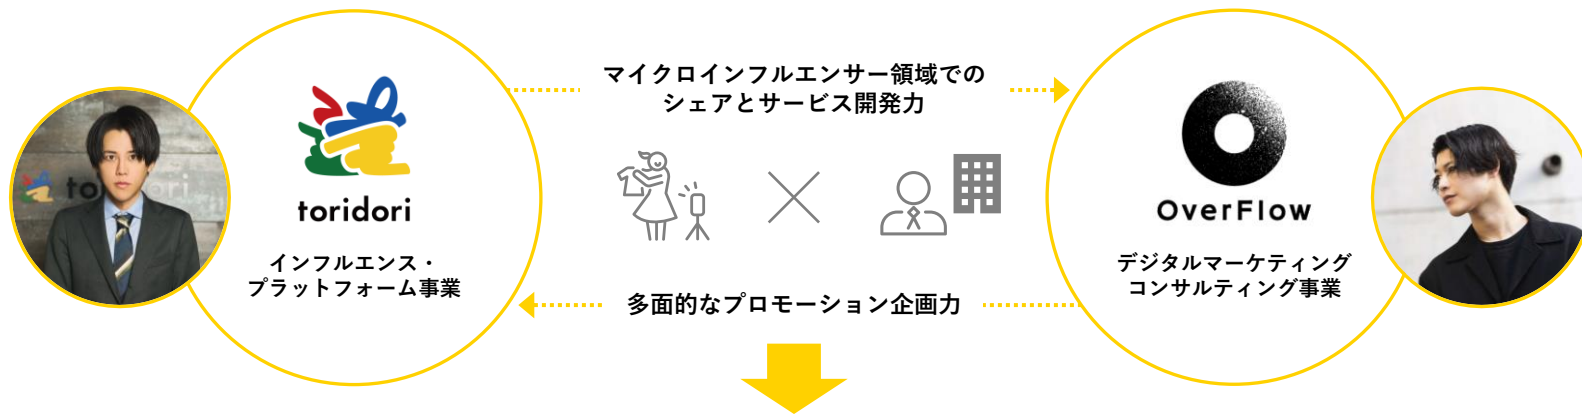 マイクロインフルエンサー領域での
シェアとサービス開発力
toridori
toridori
インフルエンス・
プラットフォーム事業
多面的なプロモーション企画力
OverFlow
デジタルマーケティング
コンサルティング事業